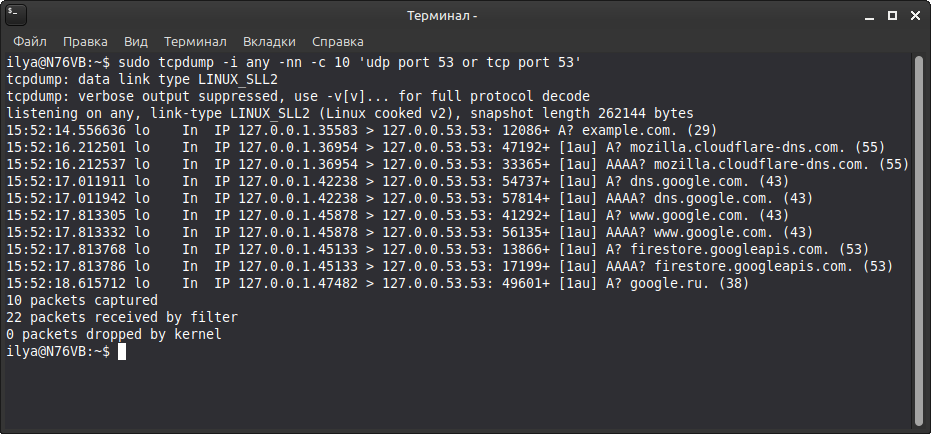 Терминал -
Файл Правка Вид Терминал Вкладки Справка
ilya@N76VB:~$ sudo tcpdump -i any -nn -c 10 'udp port 53 or tcp port 53'
tcpdump: data link type LINUX_SLL2
tcpdump: verbose output suppressed, use -v[v]... for full protocol decode
listening on any, link-type LINUX_SLL2 (Linux cooked v2), snapshot length 262144 bytes
15:52:14.556636 lo    In  IP 127.0.0.1.35583 > 127.0.0.53.53: 12086+ A? example.com. (29)
15:52:16.212501 lo    In  IP 127.0.0.1.36954 > 127.0.0.53.53: 47192+ [1au] A? mozilla.cloudflare-dns.com. (55)
15:52:16.212537 lo    In  IP 127.0.0.1.36954 > 127.0.0.53.53: 33365+ [1au] AAAA? mozilla.cloudflare-dns.com. (55)
15:52:17.011911 lo    In  IP 127.0.0.1.42238 > 127.0.0.53.53: 54737+ [1au] A? dns.google.com. (43)
15:52:17.011942 lo    In  IP 127.0.0.1.42238 > 127.0.0.53.53: 57814+ [1au] AAAA? dns.google.com. (43)
15:52:17.813305 lo    In  IP 127.0.0.1.45878 > 127.0.0.53.53: 41292+ [1au] A? www.google.com. (43)
15:52:17.813332 lo    In  IP 127.0.0.1.45878 > 127.0.0.53.53: 56135+ [1au] AAAA? www.google.com. (43)
15:52:17.813768 lo    In  IP 127.0.0.1.45133 > 127.0.0.53.53: 13866+ [1au] A? firestore.googleapis.com. (53)
15:52:17.813786 lo    In  IP 127.0.0.1.45133 > 127.0.0.53.53: 17199+ [1au] AAAA? firestore.googleapis.com. (53)
15:52:18.615712 lo    In  IP 127.0.0.1.47482 > 127.0.0.53.53: 49601+ [1au] A? google.ru. (38)
10 packets captured
22 packets received by filter
0 packets dropped by kernel
ilya@N76VB:~$